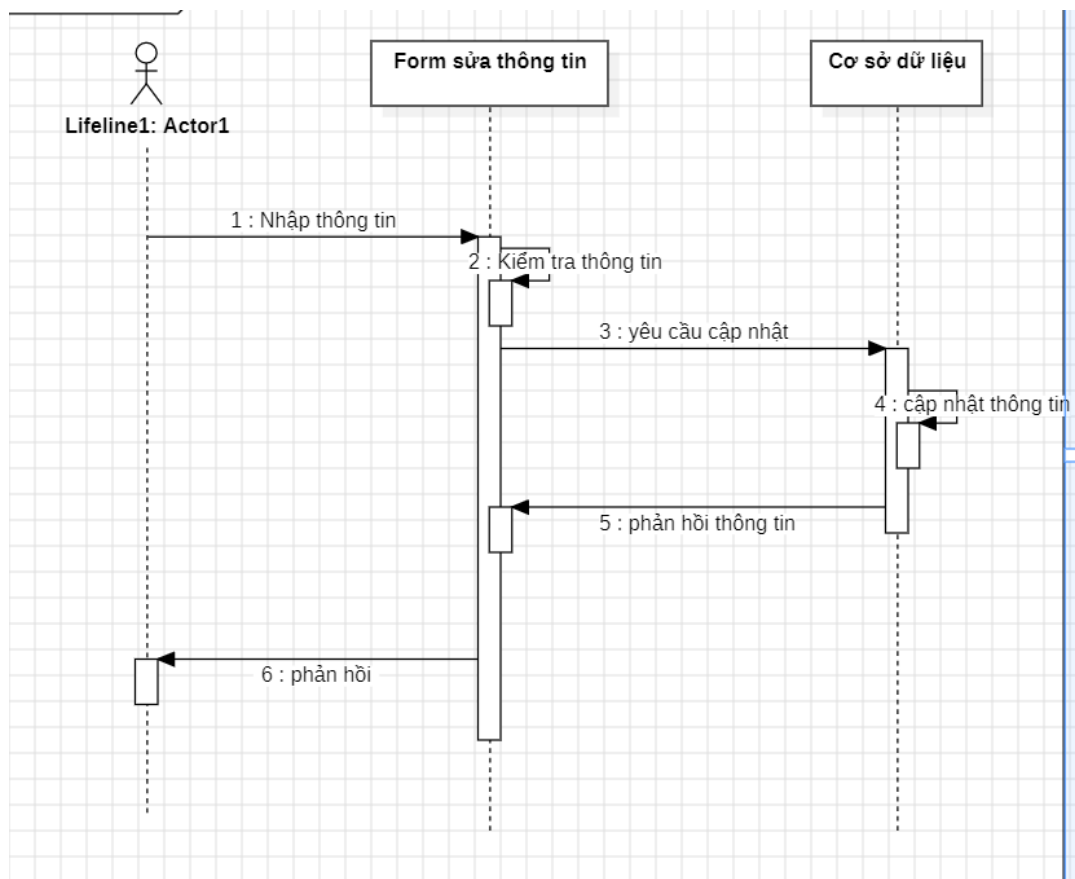 Form sửa thông tin
Cơ sở dữ liệu
Lifeline1: Actor1
1 : Nhập thông tin
2 : Kiểm tra thông tin
3 : yêu cầu cập nhật
4 : cập nhật thông tin
5 : phản hồi thông tin
6 : phản hồi